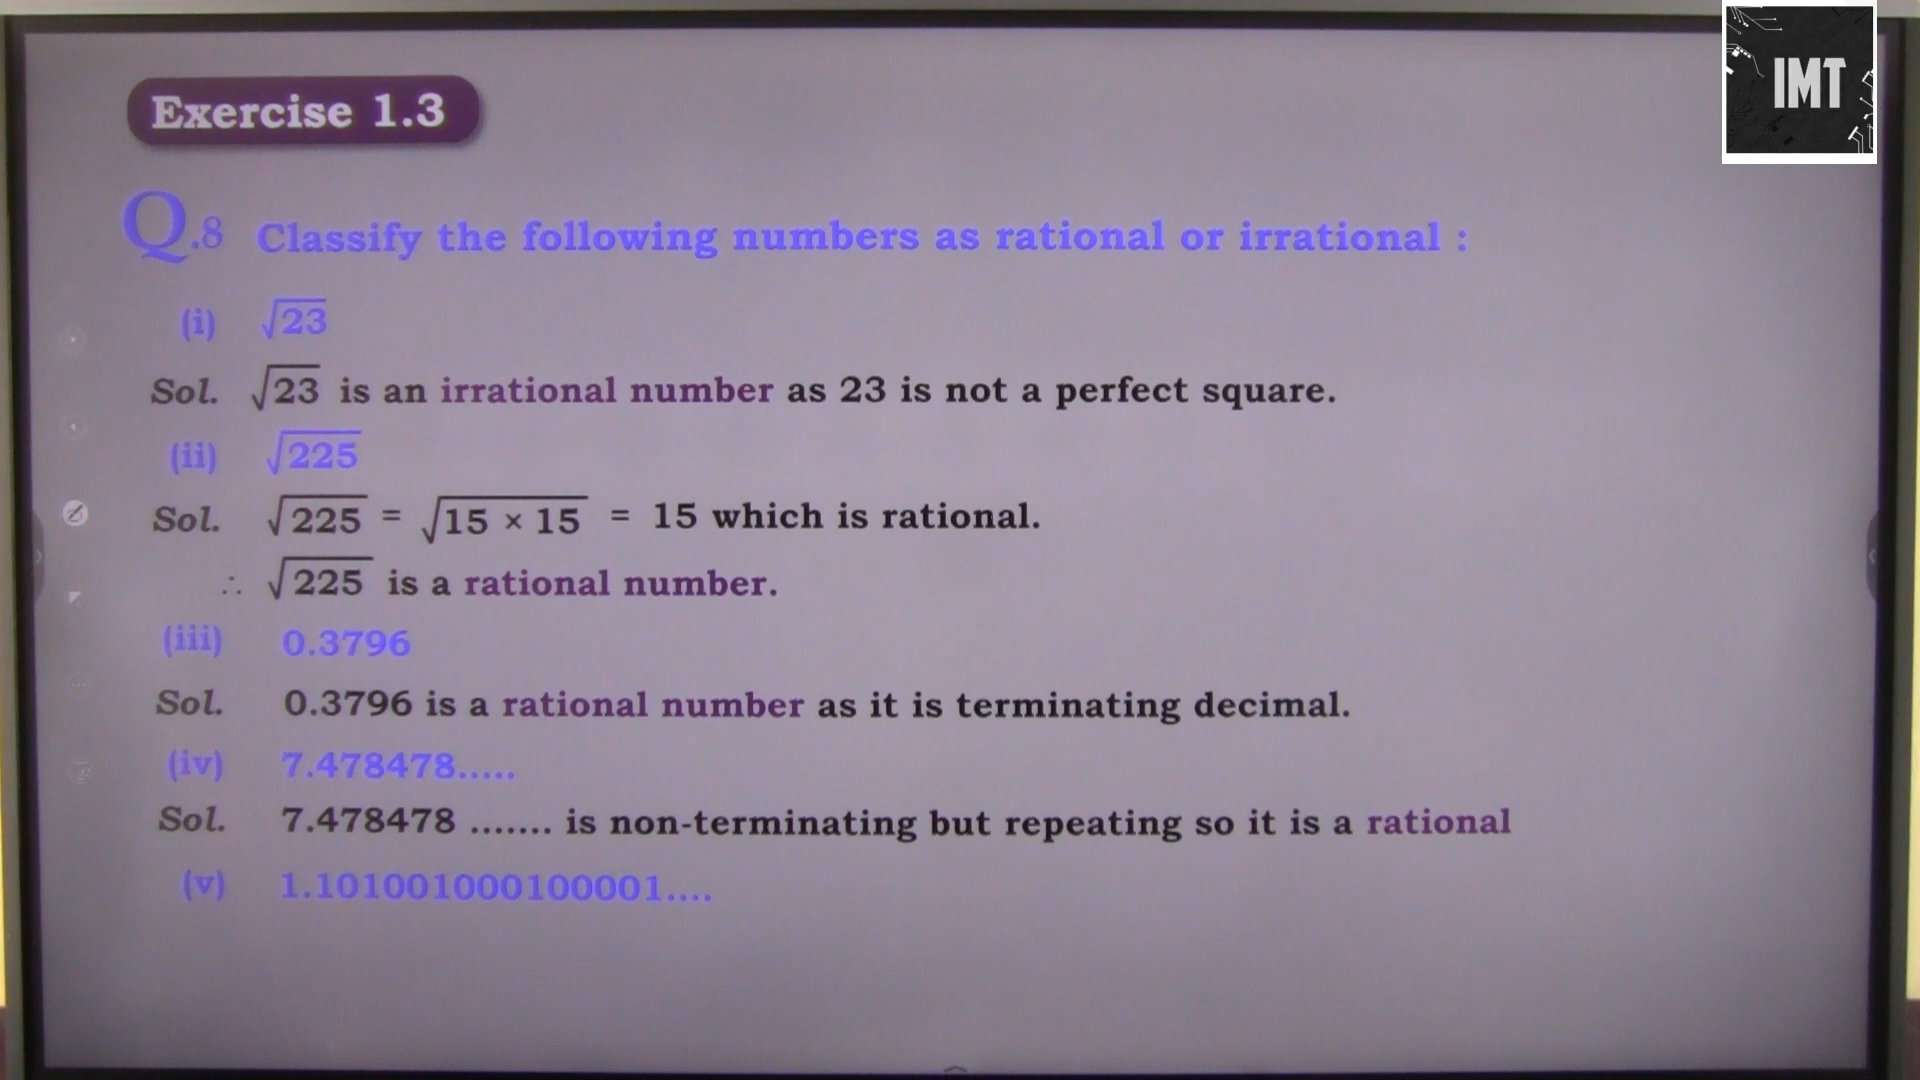 IMT
Exercise 1.3
Q.8 Classify the following numbers as rational or irrational :
(i) √23
Sol. √23 is an irrational number as 23 is not a perfect square.
(ii) √225
Sol. √225 = √15 × 15 = 15 which is rational.
∴ √225 is a rational number.
(iii) 0.3796
Sol. 0.3796 is a rational number as it is terminating decimal.
(iv) 7.478478.....
Sol. 7.478478 ....... is non-terminating but repeating so it is a rational
(v) 1.101001000100001....